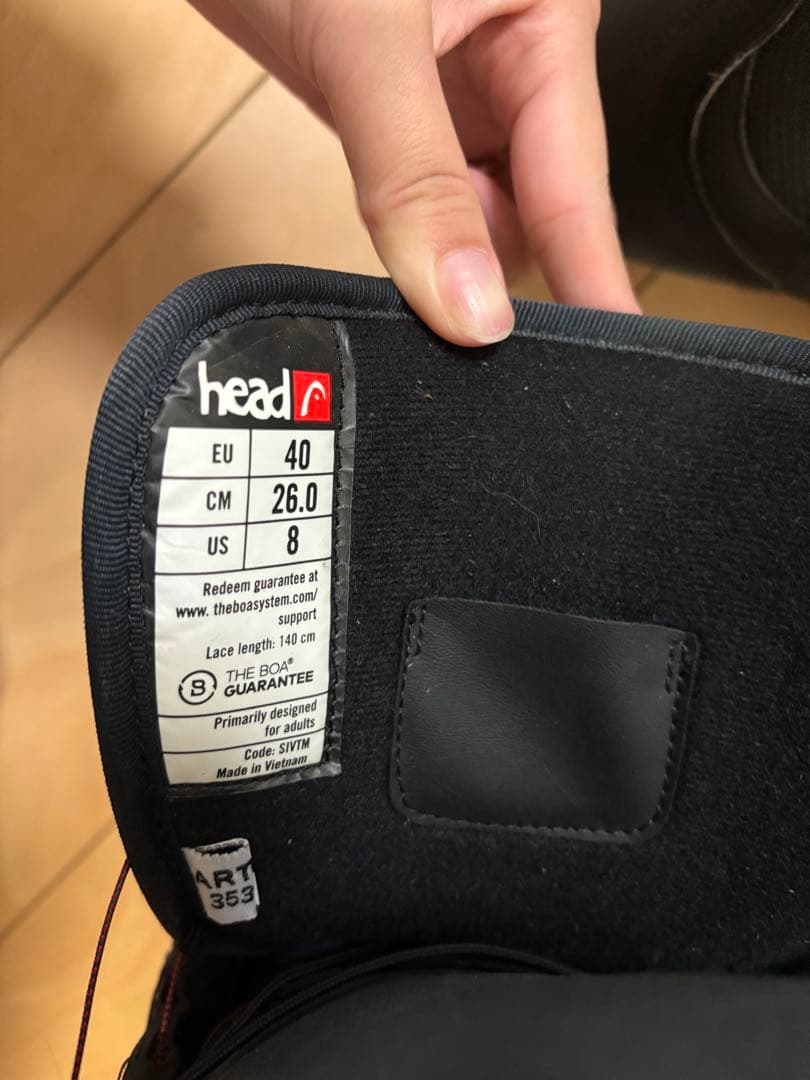 head
EU 40
CM 26.0
US 8
Redeem guarantee at
www. theboasystem.com/
support
Lace length: 140 cm
B THE BOA®
GUARANTEE
Primarily designed
for adults
Code: SIVTM
Made in Vietnam
ART
353